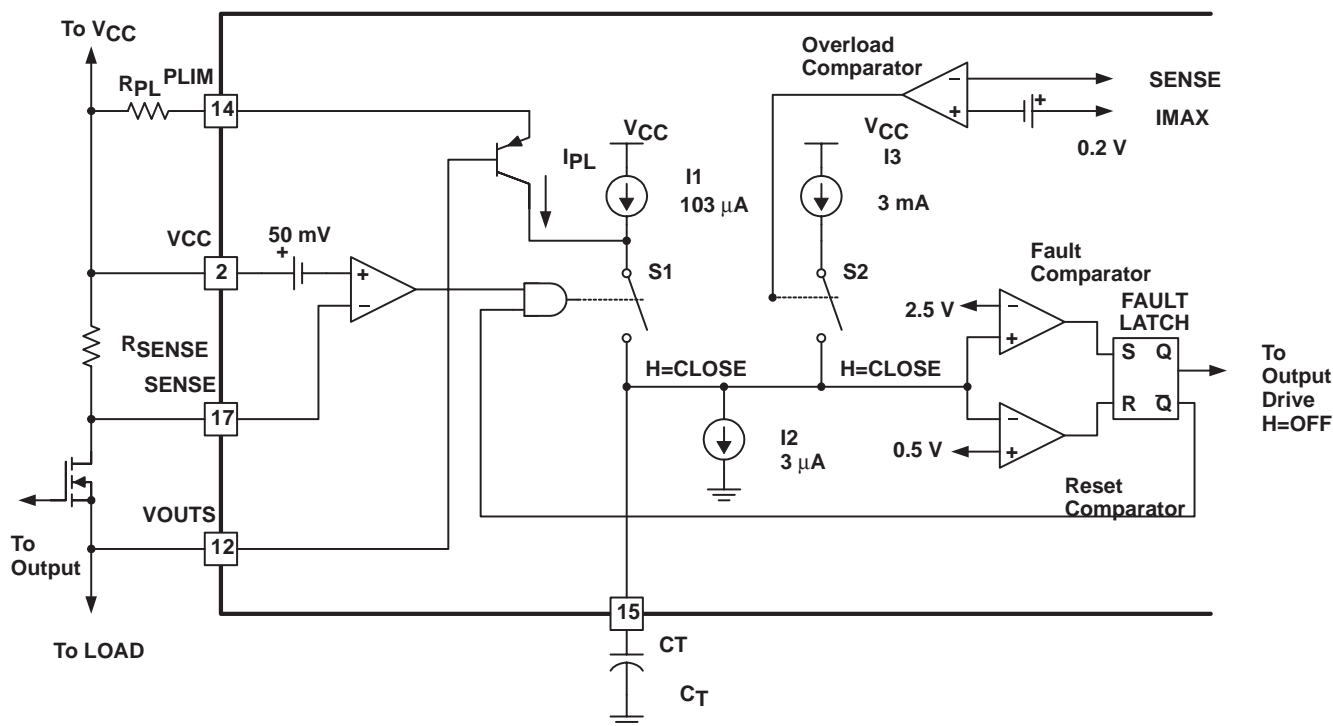 To VCC
RPL
PLIM
14
Overload
Comparator
−
+
+
SENSE
IMAX
0.2 V
VCC
IPL
I1
103 μA
VCC
I3
3 mA
VCC
2
50 mV
+
+
−
S1
S2
Fault
Comparator
2.5 V
−
+
FAULT
LATCH
S Q
R Q̅
To
Output
Drive
H=OFF
RSENSE
SENSE
17
H=CLOSE
H=CLOSE
I2
3 μA
−
+
0.5 V
Reset
Comparator
VOUTS
12
To
Output
To LOAD
15
CT
CT